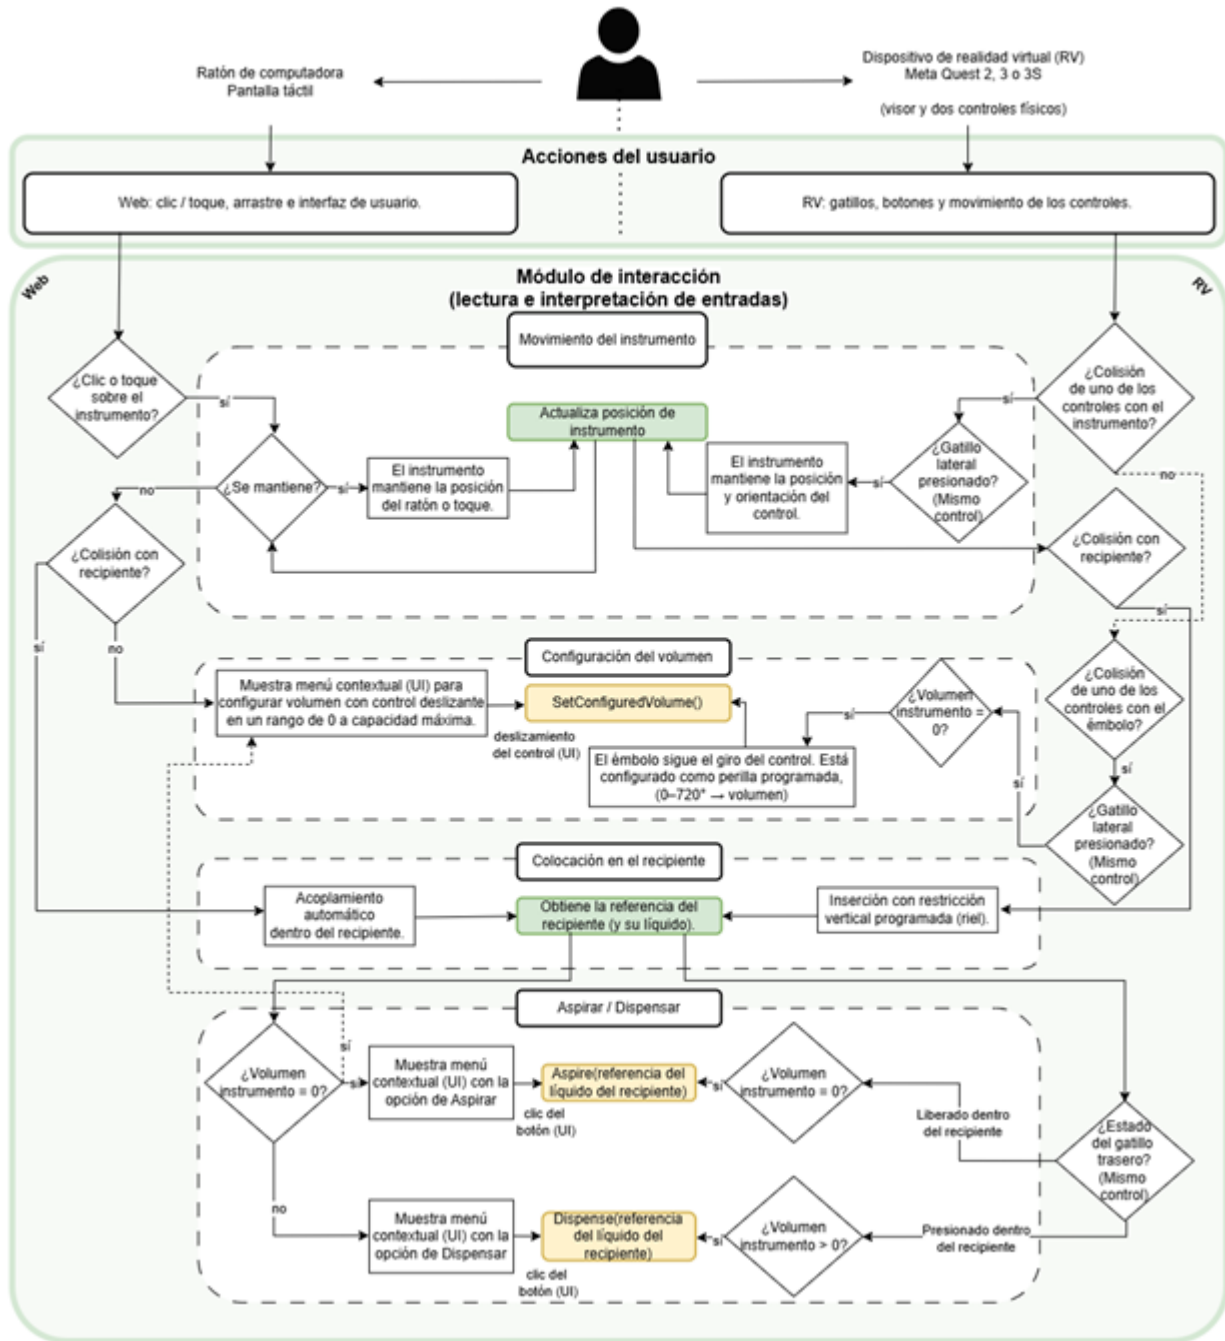 Ratón de computadora
Pantalla táctil
Dispositivo de realidad virtual (RV)
Meta Quest 2, 3 o 3S
(visor y dos controles físicos)
Acciones del usuario
Web: clic / toque, arrastre e interfaz de usuario.
RV: gatillos, botones y movimiento de los controles.
Web
Módulo de interacción
(lectura e interpretación de entradas)
RV
Movimiento del instrumento
¿Clic o toque
sobre el
instrumento?
sí
Actualiza posición de
instrumento
sí
¿Colisión
de uno de los
controles con el
instrumento?
no
¿Se mantiene?
sí
El instrumento
mantiene la posición
del ratón o toque.
El instrumento
mantiene la posición
y orientación del
control.
sí
¿Gatillo
lateral
presionado?
(Mismo
control)
no
¿Colisión con
recipiente?
¿Colisión con
recipiente?
sí
sí
no
Configuración del volumen
Muestra menú contextual (UI) para
configurar volumen con control deslizante
en un rango de 0 a capacidad máxima.
SetConfiguredVolume()
deslizamiento
del control (UI)
sí
¿Volumen
instrumento =
0?
¿Colisión
de uno de los
controles con el
émbolo?
El émbolo sigue el giro del control. Está
configurado como perilla programada,
(0–720° → volumen)
sí
sí
¿Gatillo
lateral
presionado?
(Mismo
control)
Colocación en el recipiente
Acoplamiento
automático
dentro del recipiente.
Obtiene la referencia del
recipiente (y su líquido).
Inserción con restricción
vertical programada (riel).
Aspirar / Dispensar
sí
¿Volumen
instrumento = 0?
sí
Muestra menú
contextual (UI) con la
opción de Aspirar
Aspire(referencia del
líquido del recipiente)
clic del
botón (UI)
sí
¿Volumen
instrumento = 0?
Liberado dentro
del recipiente
¿Estado
del gatillo
trasero?
(Mismo
control)
no
Muestra menú
contextual (UI) con la
opción de Dispensar
Dispense(referencia
del líquido del
recipiente)
clic del
botón (UI)
sí
¿Volumen
instrumento > 0?
Presionado dentro
del recipiente